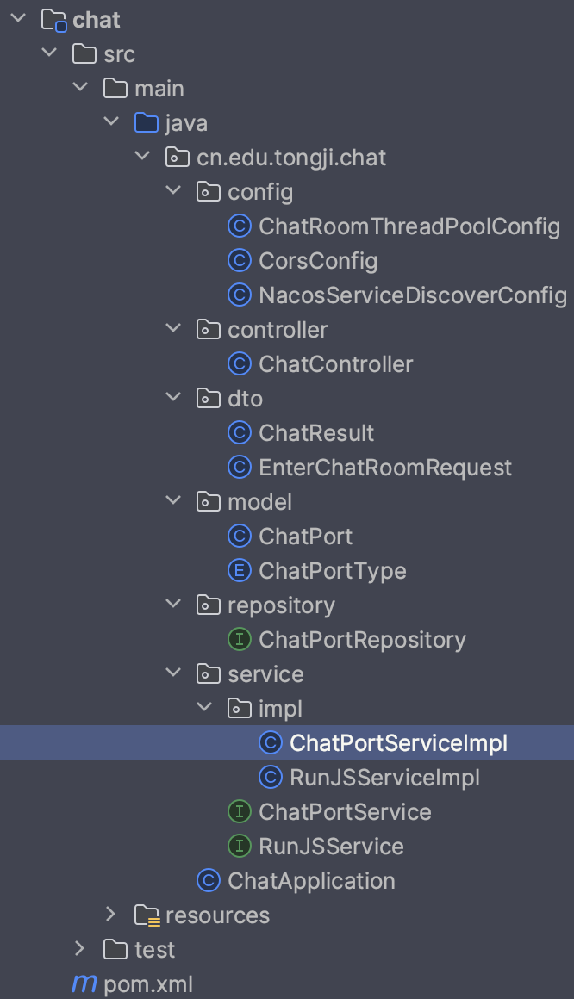 chat
src
main
java
cn.edu.tongji.chat
config
C ChatRoomThreadPoolConfig
C CorsConfig
C NacosServiceDiscoverConfig
controller
C ChatController
dto
C ChatResult
C EnterChatRoomRequest
model
C ChatPort
E ChatPortType
repository
I ChatPortRepository
service
impl
C ChatPortServiceImpl
C RunJSServiceImpl
I ChatPortService
I RunJSService
C ChatApplication
resources
test
m pom.xml